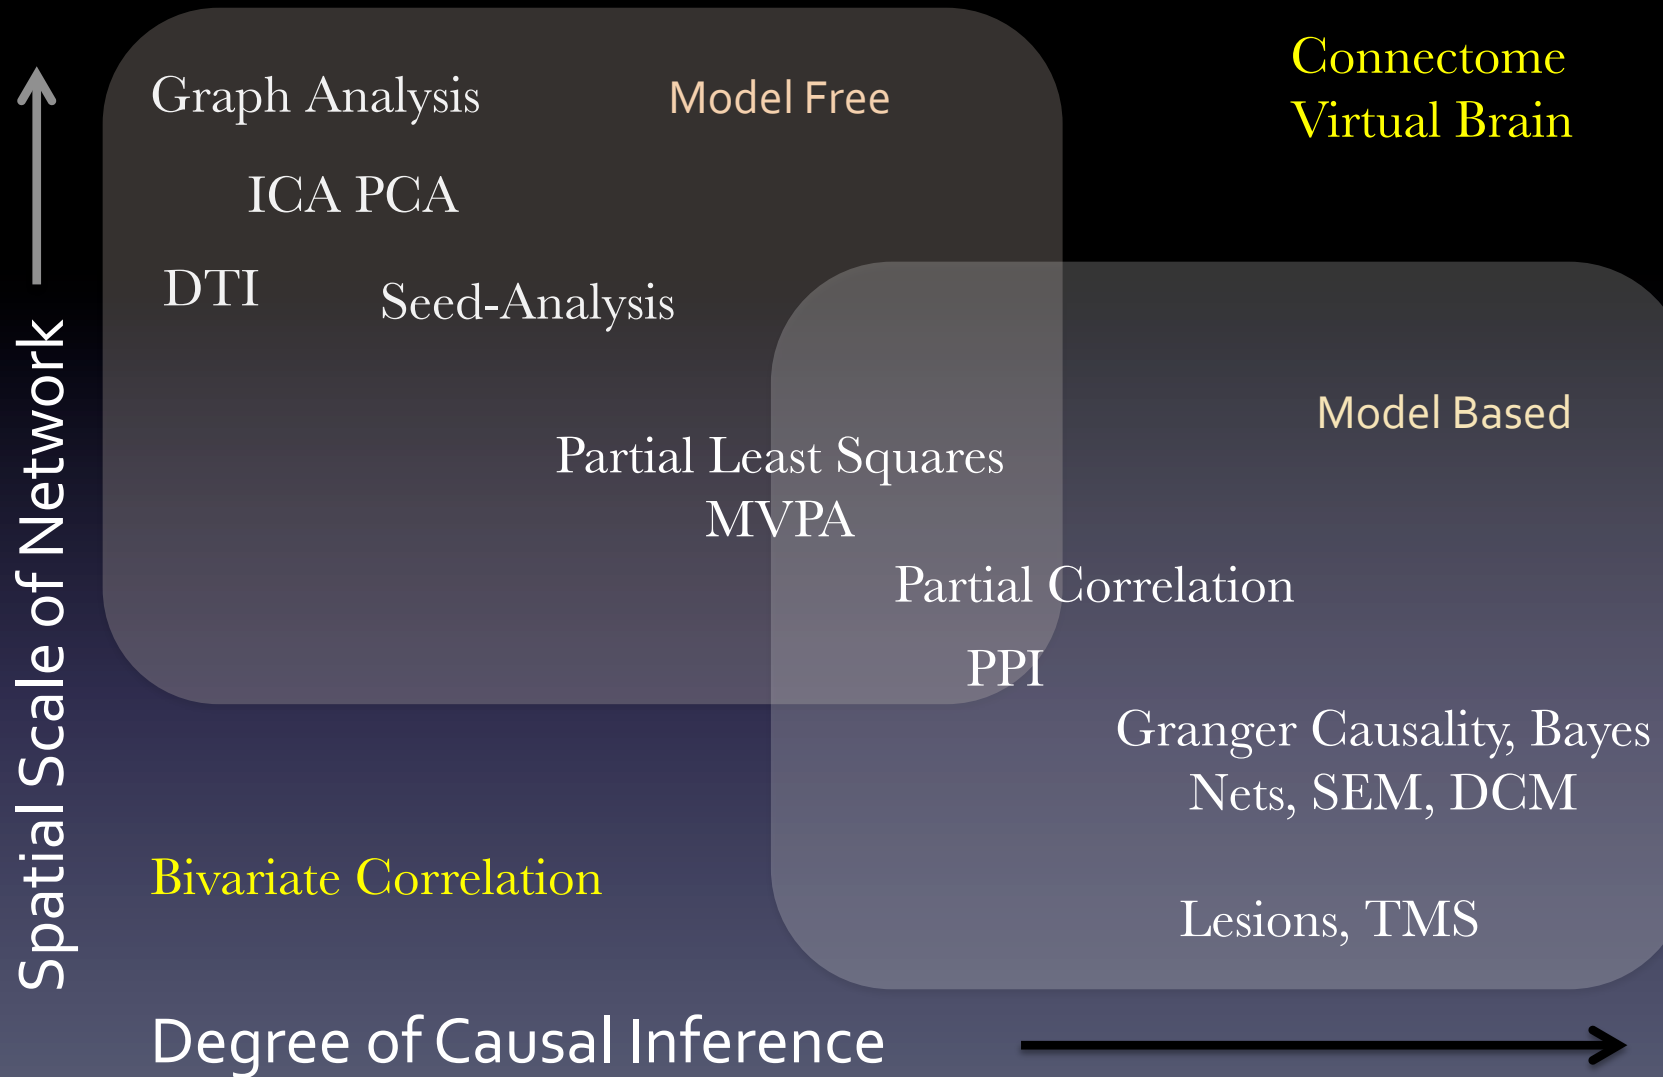 Graph Analysis
Model Free
Connectome
Virtual Brain
ICA PCA
DTI
Seed-Analysis
Model Based
Partial Least Squares
MVPA
Partial Correlation
PPI
Granger Causality, Bayes
Nets, SEM, DCM
Bivariate Correlation
Lesions, TMS
Spatial Scale of Network
Degree of Causal Inference